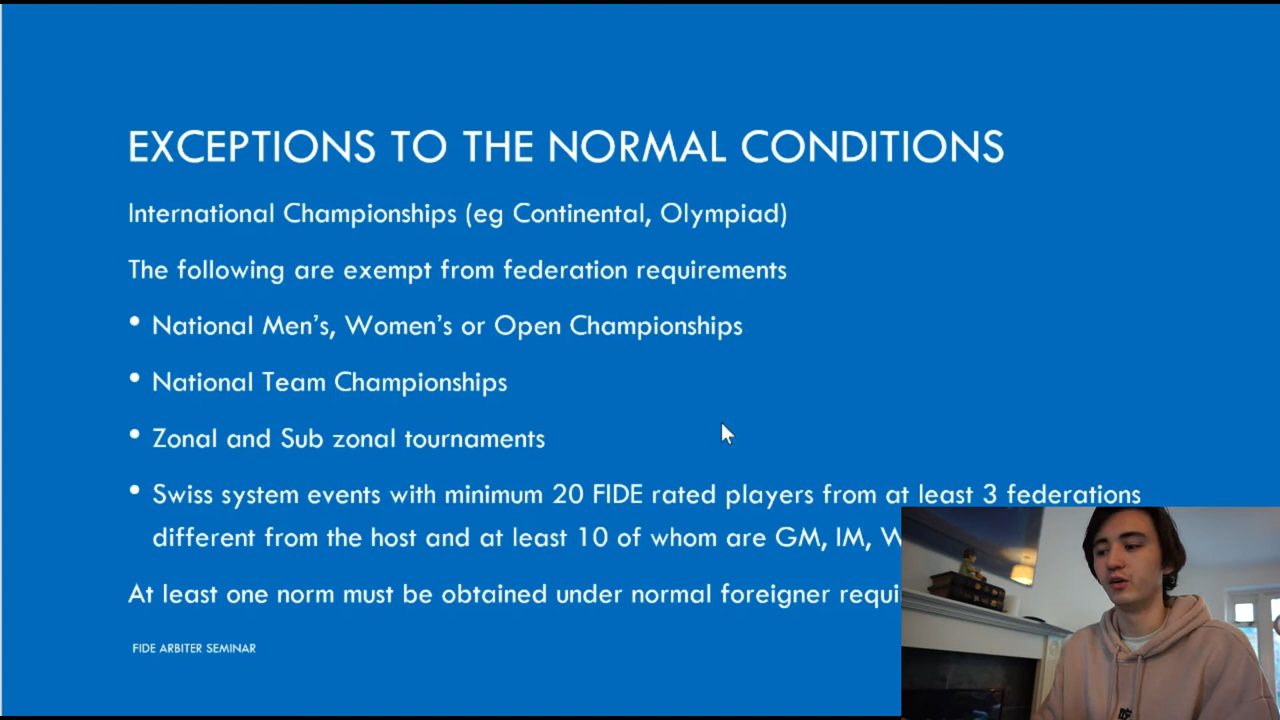 EXCEPTIONS TO THE NORMAL CONDITIONS
International Championships (eg Continental, Olympiad)
The following are exempt from federation requirements
• National Men's, Women's or Open Championships
• National Team Championships
• Zonal and Sub zonal tournaments
• Swiss system events with minimum 20 FIDE rated players from at least 3 federations
different from the host and at least 10 of whom are GM, IM,
At least one norm must be obtained under normal foreigner
FIDE ARBITER SEMINAR